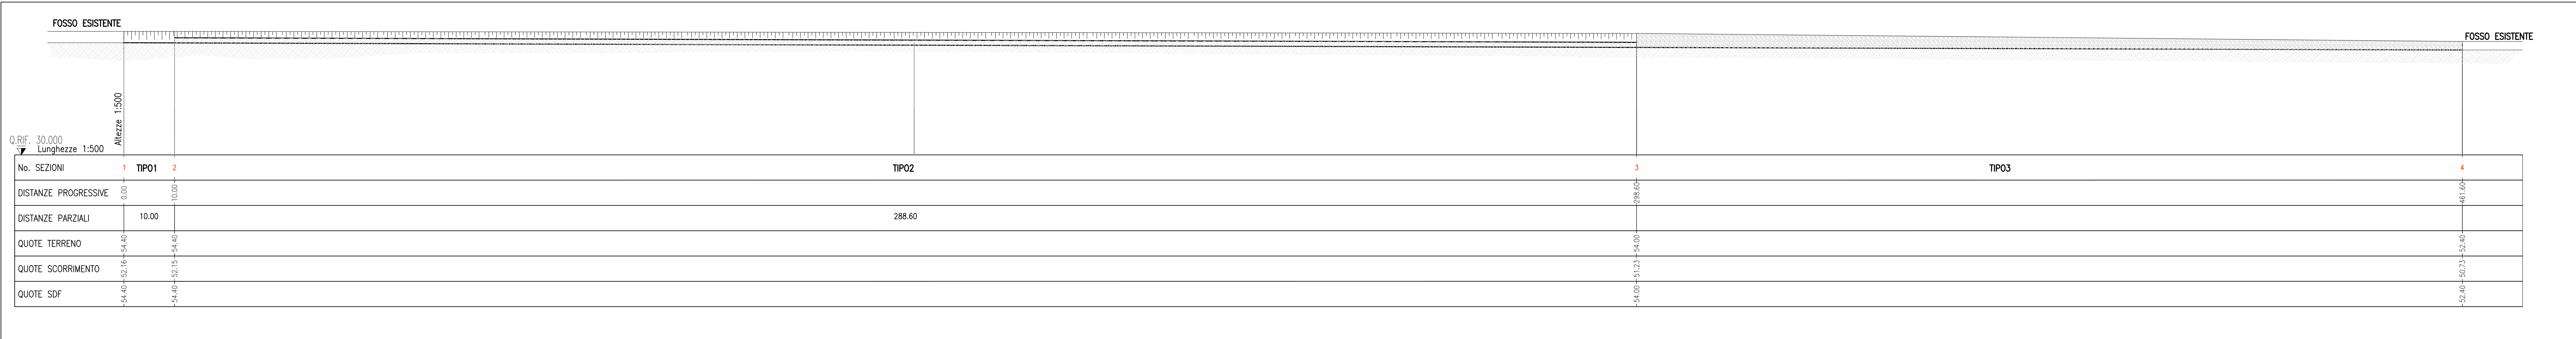 FOSSO ESISTENTE
FOSSO ESISTENTE
Altezze 1:500
Q.RIF. 30.000
Lunghezze 1:500
No. SEZIONI 1 TIPO1 2 TIPO2 3 TIPO3 4
DISTANZE PROGRESSIVE 0.00 10.00 298.60 461.60
DISTANZE PARZIALI 10.00 288.60
QUOTE TERRENO 54.40 54.40 54.00 52.40
QUOTE SCORRIMENTO 52.16 52.15 51.23 50.73
QUOTE SDF 54.40 54.40 54.00 52.40